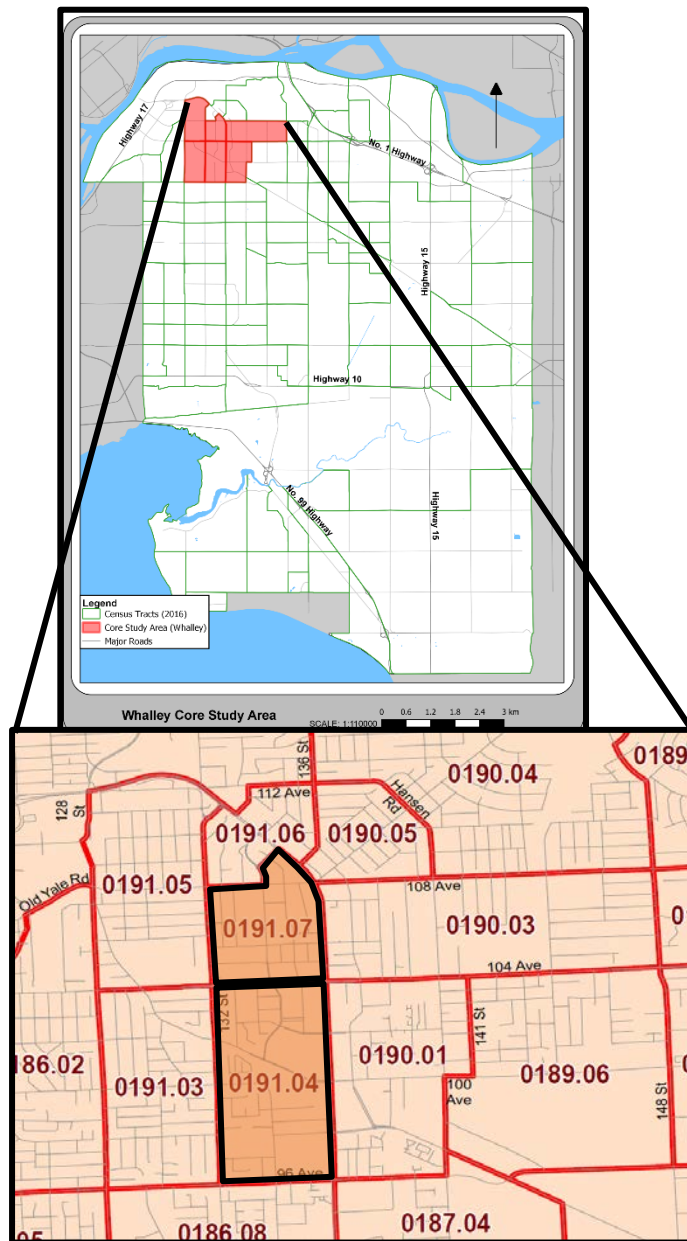 Highway 17
No. 1 Highway
Highway 15
Highway 10
No. 99 Highway
Highway 15
Legend
Census Tracts (2016)
Core Study Area (Whalley)
Major Roads
Whalley Core Study Area
SCALE: 1:110000
0 0.6 1.2 1.8 2.4 3 km
136 St
0190.04
0189
128 St
112 Ave
Hansen Rd
0191.06
0190.05
Old Yale Rd
0191.05
108 Ave
0191.07
0190.03
104 Ave
132 St
141 St
0190.01
186.02
0191.03
0191.04
100 Ave
0189.06
148 St
96 Ave
0186.08
0187.04